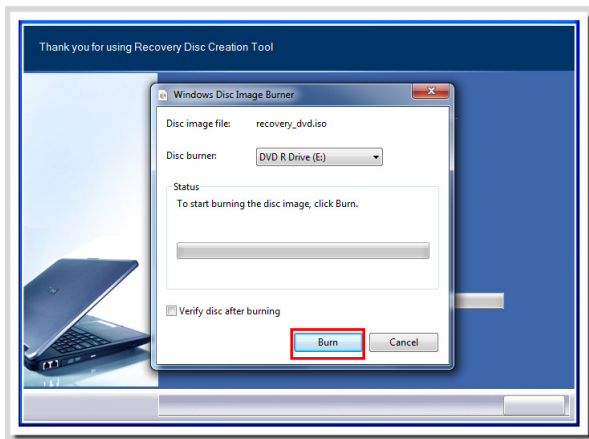 Thank you for using Recovery Disc Creation Tool
Windows Disc Image Burner
Disc image file: recovery_dvd.iso
Disc burner: DVD R Drive (E:)
Status
To start burning the disc image, click Burn.
Verify disc after burning
Burn Cancel